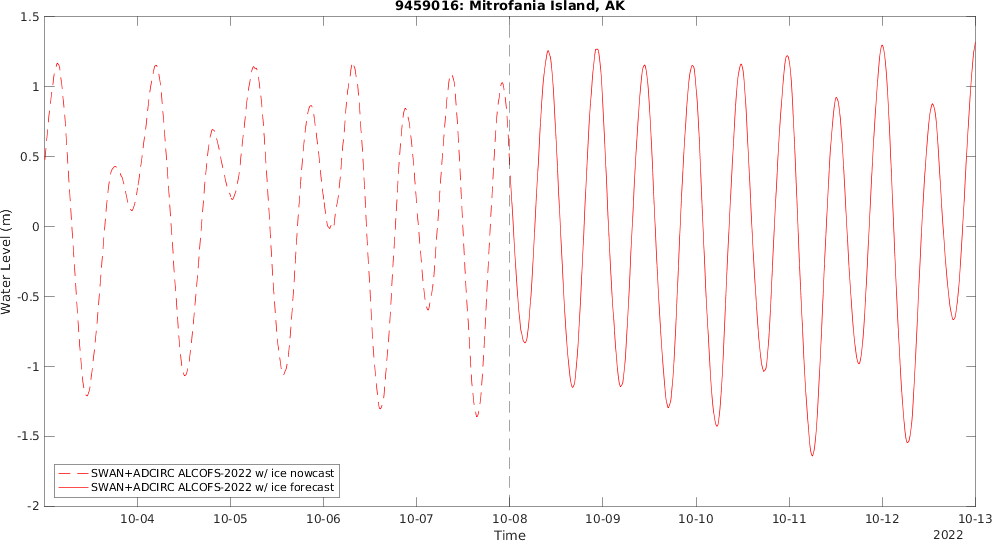 9459016: Mitrofania Island, AK
1.5
1
0.5
0
-0.5
-1
-1.5
-2
Water Level (m)
SWAN+ADCIRC ALCOFS-2022 w/ ice nowcast
SWAN+ADCIRC ALCOFS-2022 w/ ice forecast
10-04 10-05 10-06 10-07 10-08 10-09 10-10 10-11 10-12 10-13
Time
2022